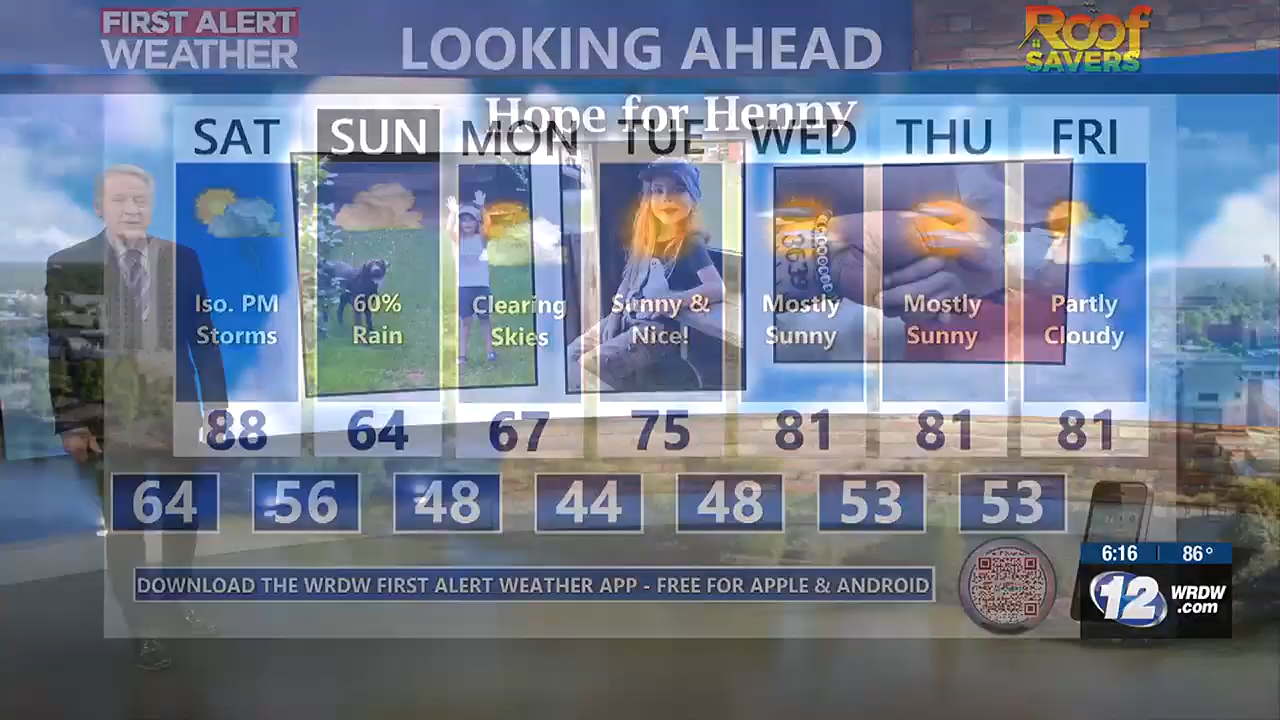 FIRST ALERT
WEATHER
LOOKING AHEAD
Roof
SAVERS
Hope for Henny
SAT SUN MON TUE WED THU FRI
Iso. PM
Storms
60%
Rain
Clearing
Skies
Sunny &
Nice!
Mostly
Sunny
Mostly
Sunny
Partly
Cloudy
88 64 67 75 81 81 81
64 56 48 44 48 53 53
DOWNLOAD THE WRDW FIRST ALERT WEATHER APP - FREE FOR APPLE & ANDROID
6:16 86°
12 WRDW
.com